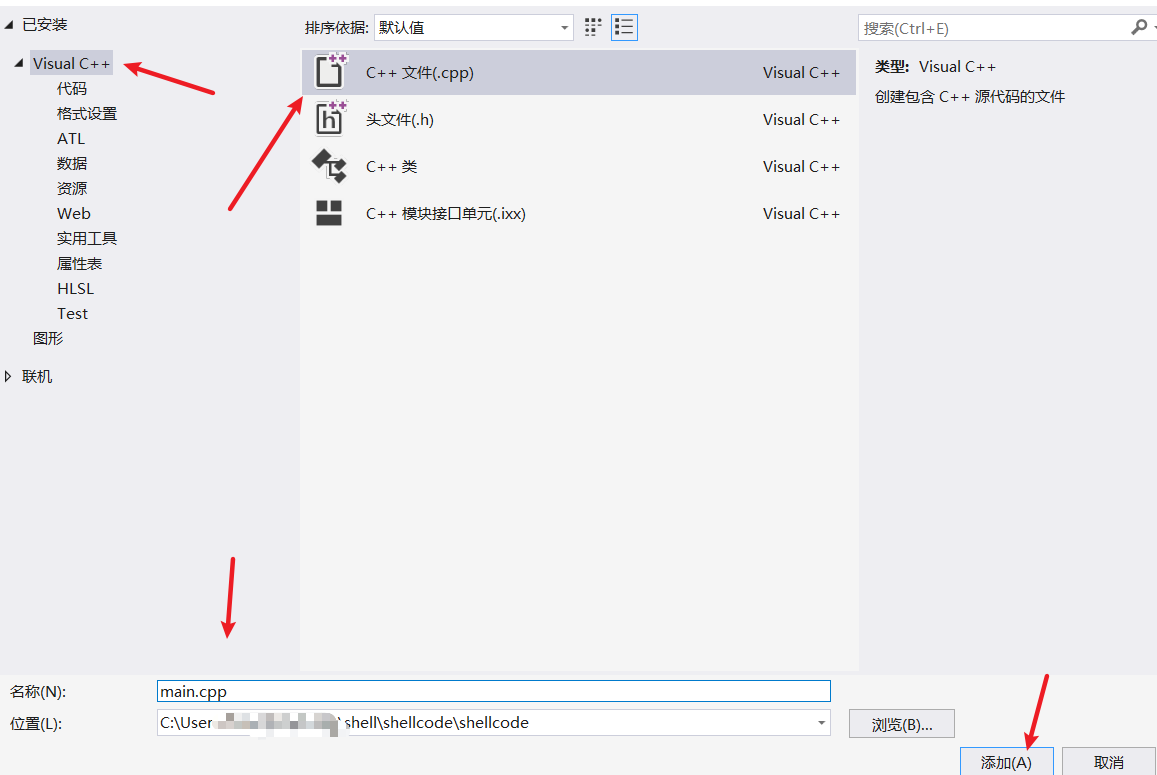 已安装
Visual C++
代码
格式设置
ATL
数据
资源
Web
实用工具
属性表
HLSL
Test
图形
联机
排序依据: 默认值
C++ 文件(.cpp) Visual C++
头文件(.h) Visual C++
C++ 类 Visual C++
C++ 模块接口单元(.ixx) Visual C++
搜索(Ctrl+E)
类型: Visual C++
创建包含 C++ 源代码的文件
名称(N): main.cpp
位置(L): C:\User \shell\shellcode\shellcode
浏览(B)...
添加(A) 取消